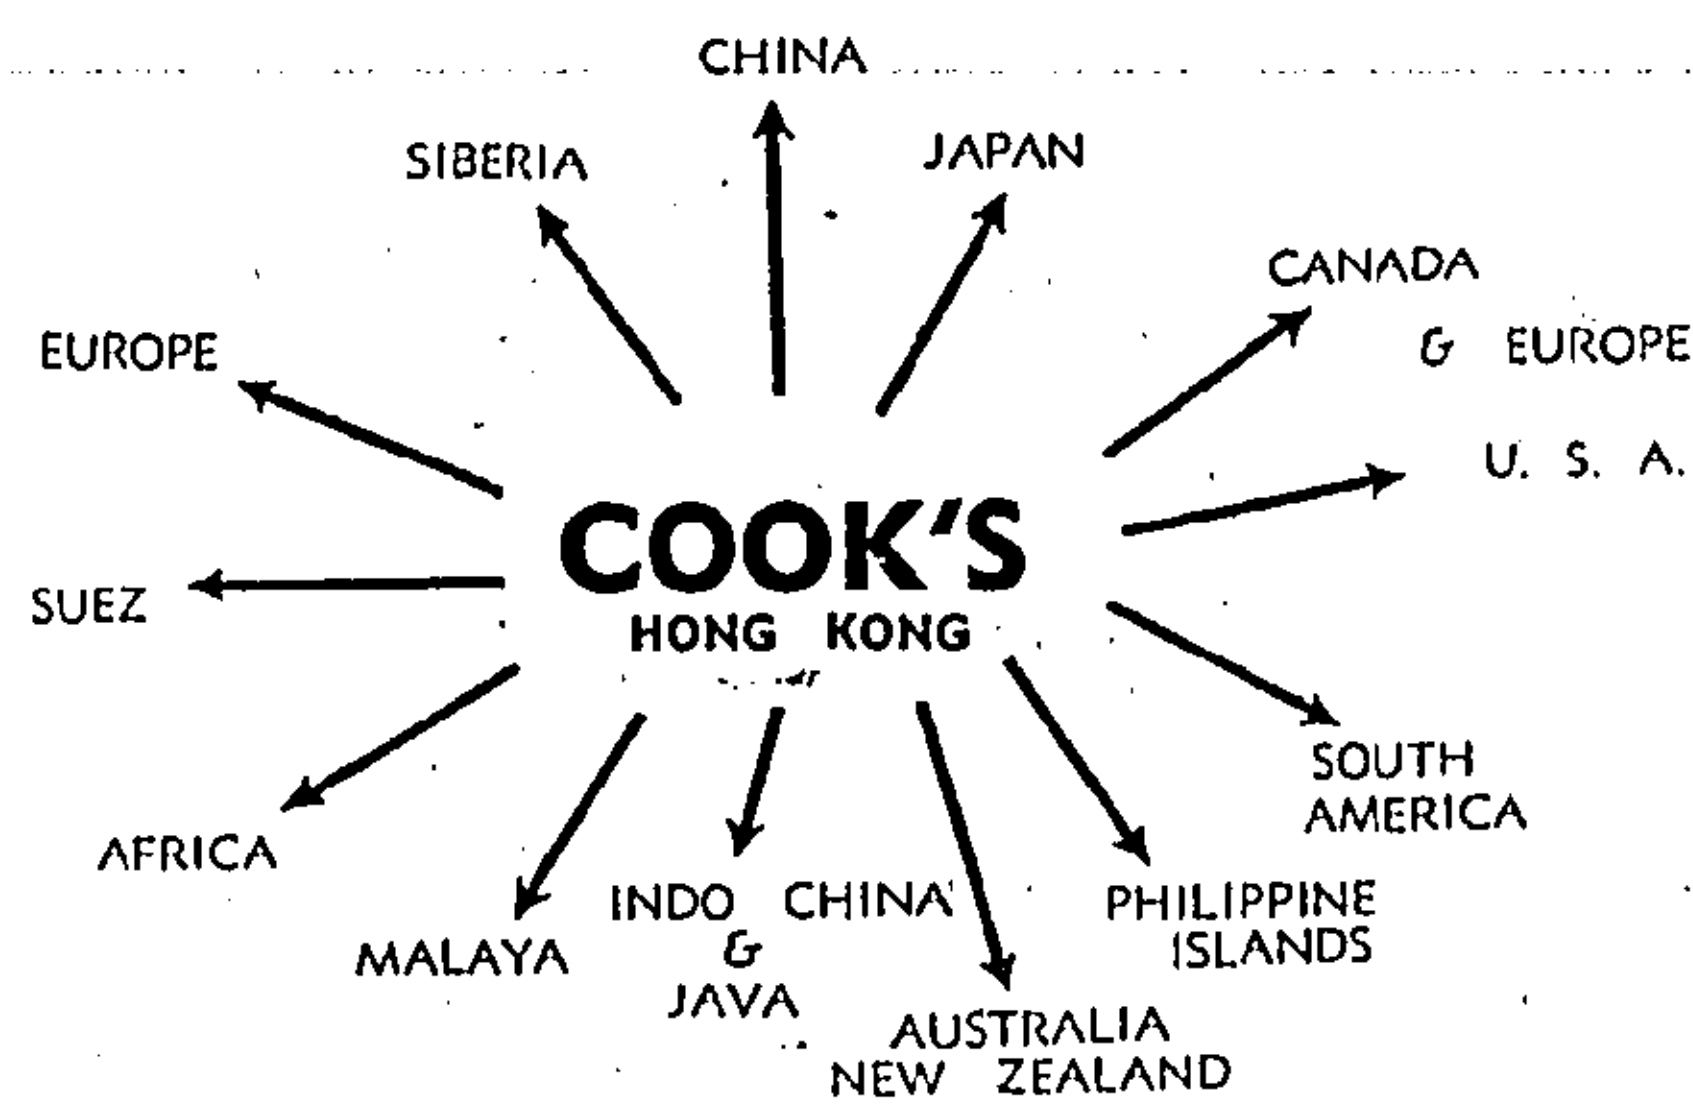 CHINA
SIBERIA
JAPAN
CANADA
& EUROPE
EUROPE
U. S. A.
COOK'S
HONG KONG
SUEZ
SOUTH
AMERICA
AFRICA
MALAYA
INDO CHINA
&
JAVA
PHILIPPINE
ISLANDS
AUSTRALIA
NEW ZEALAND